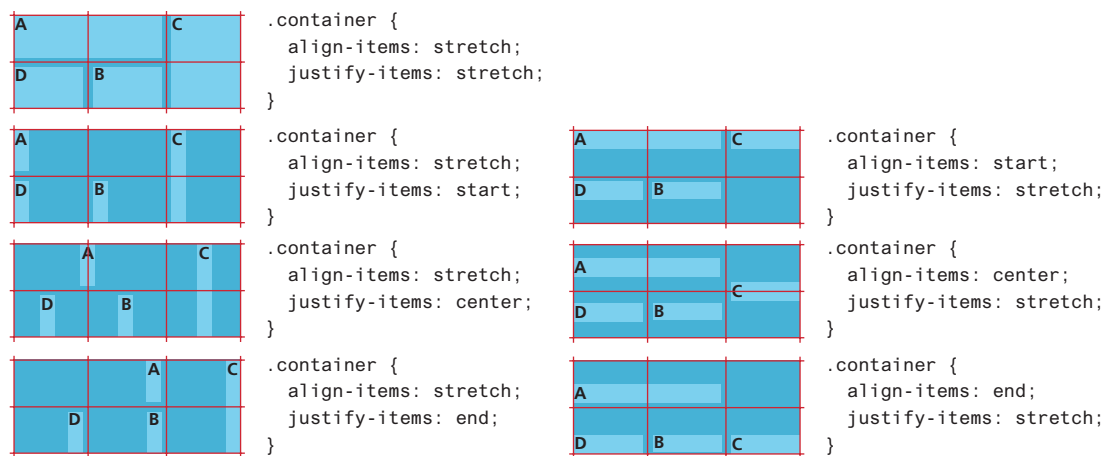 A C
D B
.container {
  align-items: stretch;
  justify-items: stretch;
}
A C
D B
.container {
  align-items: stretch;
  justify-items: start;
}
A C
D B
.container {
  align-items: start;
  justify-items: stretch;
}
A C
D B
.container {
  align-items: stretch;
  justify-items: center;
}
A
C
D B
.container {
  align-items: center;
  justify-items: stretch;
}
A C
D B
.container {
  align-items: stretch;
  justify-items: end;
}
A
D B C
.container {
  align-items: end;
  justify-items: stretch;
}